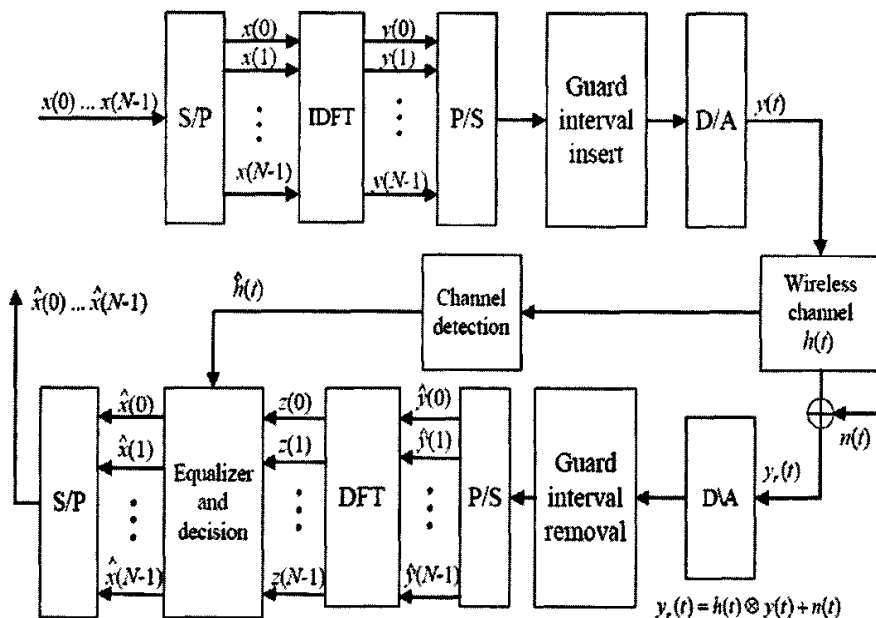 x(0) ... x(N-1)
S/P
x(0)
x(1)
x(N-1)
IDFT
y(0)
y(1)
y(N-1)
P/S
Guard
interval
insert
D/A
y(t)
Wireless
channel
h(t)
Channel
detection
ĥ(t)
n(t)
y_r(t)
D\A
Guard
interval
removal
P/S
ŷ(0)
ŷ(1)
ŷ(N-1)
DFT
z(0)
z(1)
z(N-1)
Equalizer
and
decision
x̂(0)
x̂(1)
x̂(N-1)
S/P
x̂(0) ... x̂(N-1)
y_r(t) = h(t) ⊗ y(t) + n(t)